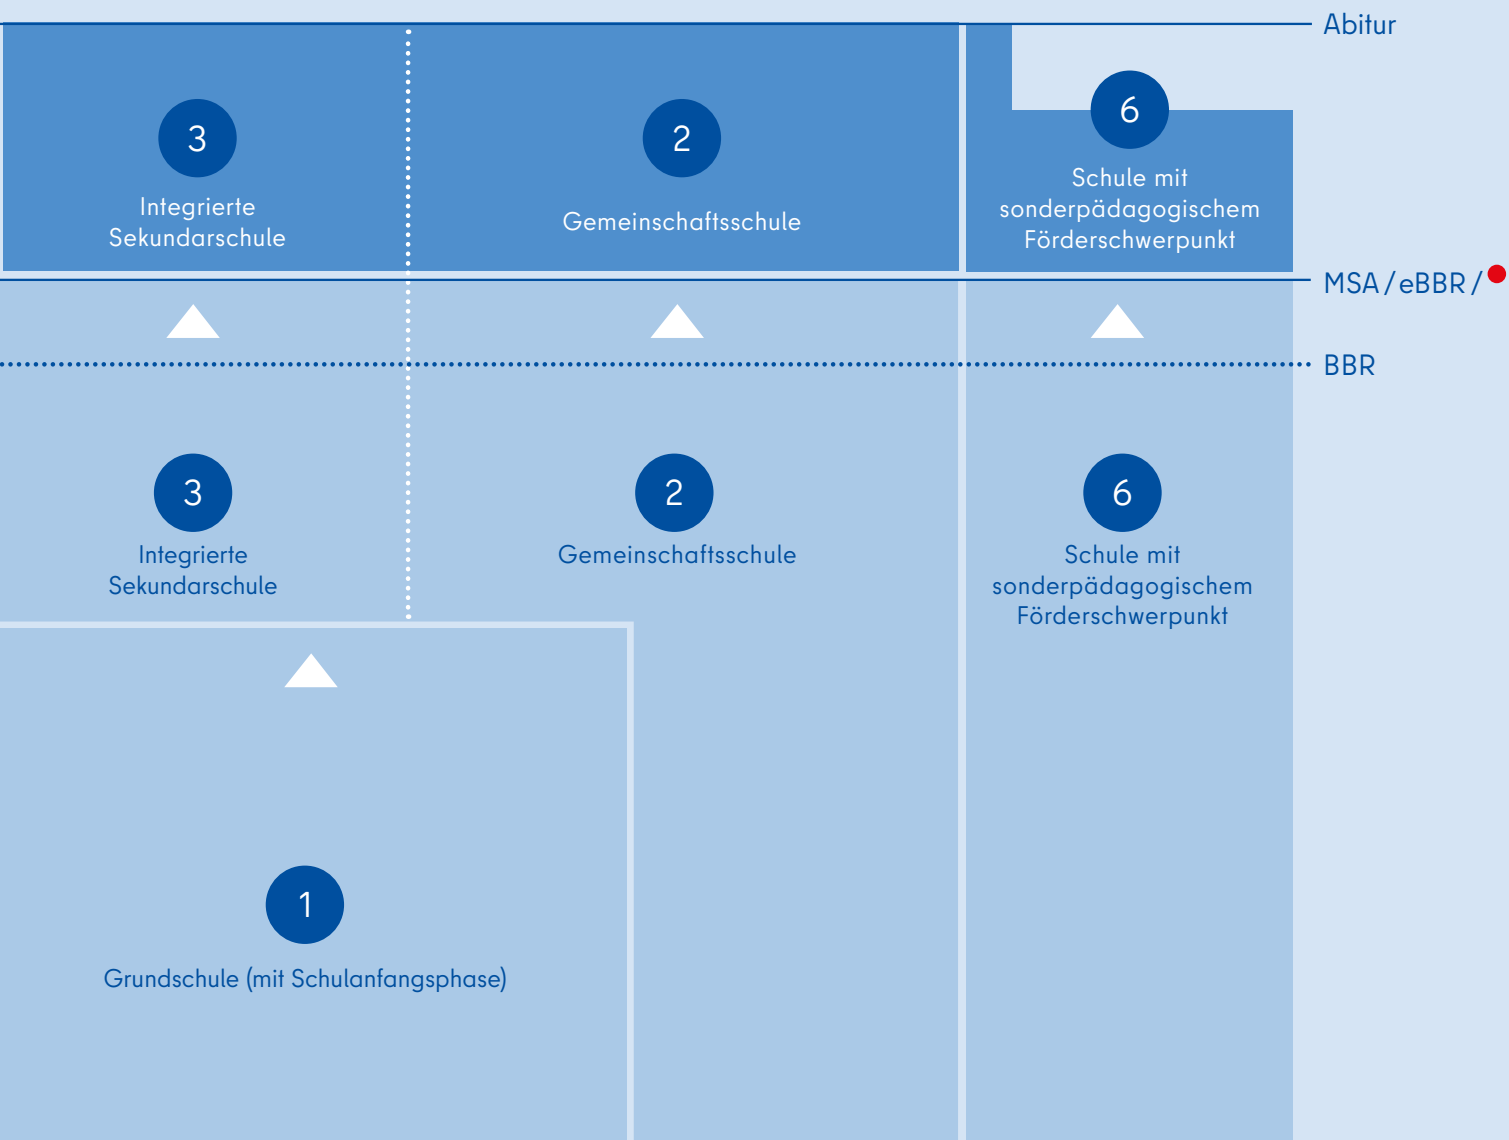 Abitur
3
Integrierte
Sekundarschule
2
Gemeinschaftsschule
6
Schule mit
sonderpädagogischem
Förderschwerpunkt
MSA/eBBR/
BBR
3
Integrierte
Sekundarschule
2
Gemeinschaftsschule
6
Schule mit
sonderpädagogischem
Förderschwerpunkt
1
Grundschule (mit Schulanfangsphase)